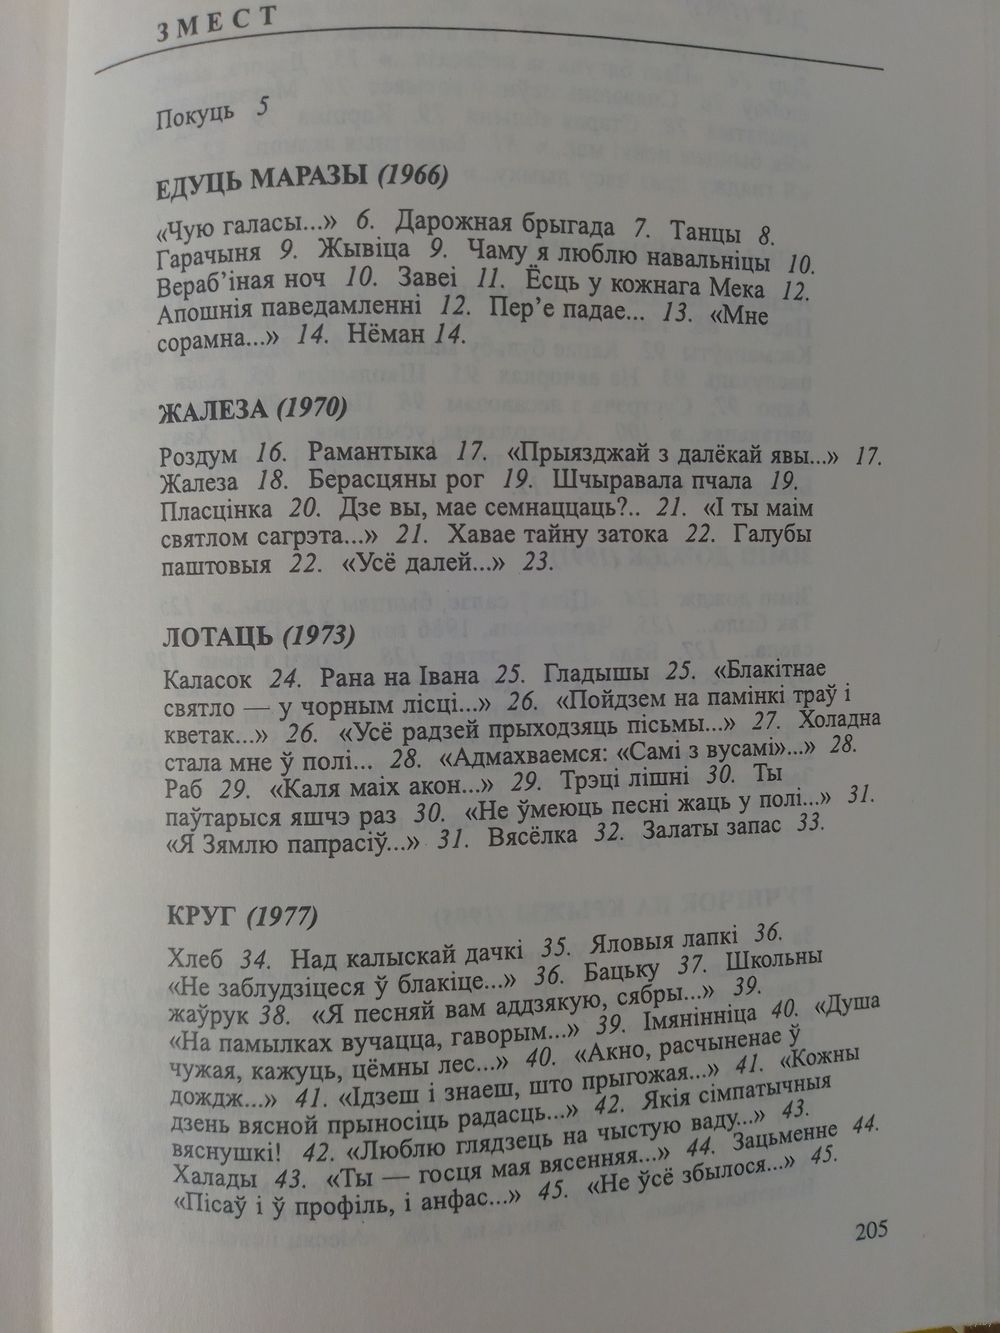 ЗМЕСТ
Покуць 5
ЕДУЦЬ МАРАЗЫ (1966)
«Чую галасы...» 6. Дарожная брыгада 7. Танцы 8.
Гарачыня 9. Жывіца 9. Чаму я люблю навальніцы 10.
Вераб’іная ноч 10. Завеі 11. Ёсць у кожнага Мека 12.
Апошнія паведамленні 12. Пер’е падае... 13. «Мне
сорамна...» 14. Нёман 14.
ЖАЛЕЗА (1970)
Роздум 16. Рамантыка 17. «Прыязджай з далёкай явы...» 17.
Жалеза 18. Берасцяны рог 19. Шчыравала пчала 19.
Пласцінка 20. Дзе вы, мае семнаццаць?.. 21. «І ты маім
святлом сагрэта...» 21. Хавае тайну затока 22. Галубы
паштовыя 22. «Усё далей...» 23.
ЛОТАЦЬ (1973)
Каласок 24. Рана на Івана 25. Гладышы 25. «Блакітнае
святло — у чорным лісці...» 26. «Пойдзем на памінкі траў і
кветак...» 26. «Усё радзей прыходзяць пісьмы...» 27. Холадна
стала мне ў полі... 28. «Адмахваемся: «Самі з вусамі»...» 28.
Раб 29. «Каля маіх акон...» 29. Трэці лішні 30. Ты
паўтарыся яшчэ раз 30. «Не ўмеюць песні жаць у полі...» 31.
«Я Зямлю папрасіў...» 31. Вясёлка 32. Залаты запас 33.
КРУГ (1977)
Хлеб 34. Над калыскай дачкі 35. Яловыя лапкі 36.
«Не заблудзіцеся ў блакіце...» 36. Бацьку 37. Школьны
жаўрук 38. «Я песняй вам аддзякую, сябры...» 39.
«На памылках вучацца, гаворым...» 39. Імянінніца 40. «Душа
чужая, кажуць, цёмны лес...» 40. «Акно, расчыненае ў
дождж...» 41. «Ідзеш і знаеш, што прыгожая...» 41. «Кожны
дзень вясной прыносіць радасць...» 42. Якія сімпатычныя
вяснушкі! 42. «Люблю глядзець на чыстую ваду...» 43.
Халады 43. «Ты — госця мая вясенняя...» 44. Зацьменне 44.
«Пісаў і ў профіль, і анфас...» 45. «Не ўсё збылося...» 45.
205